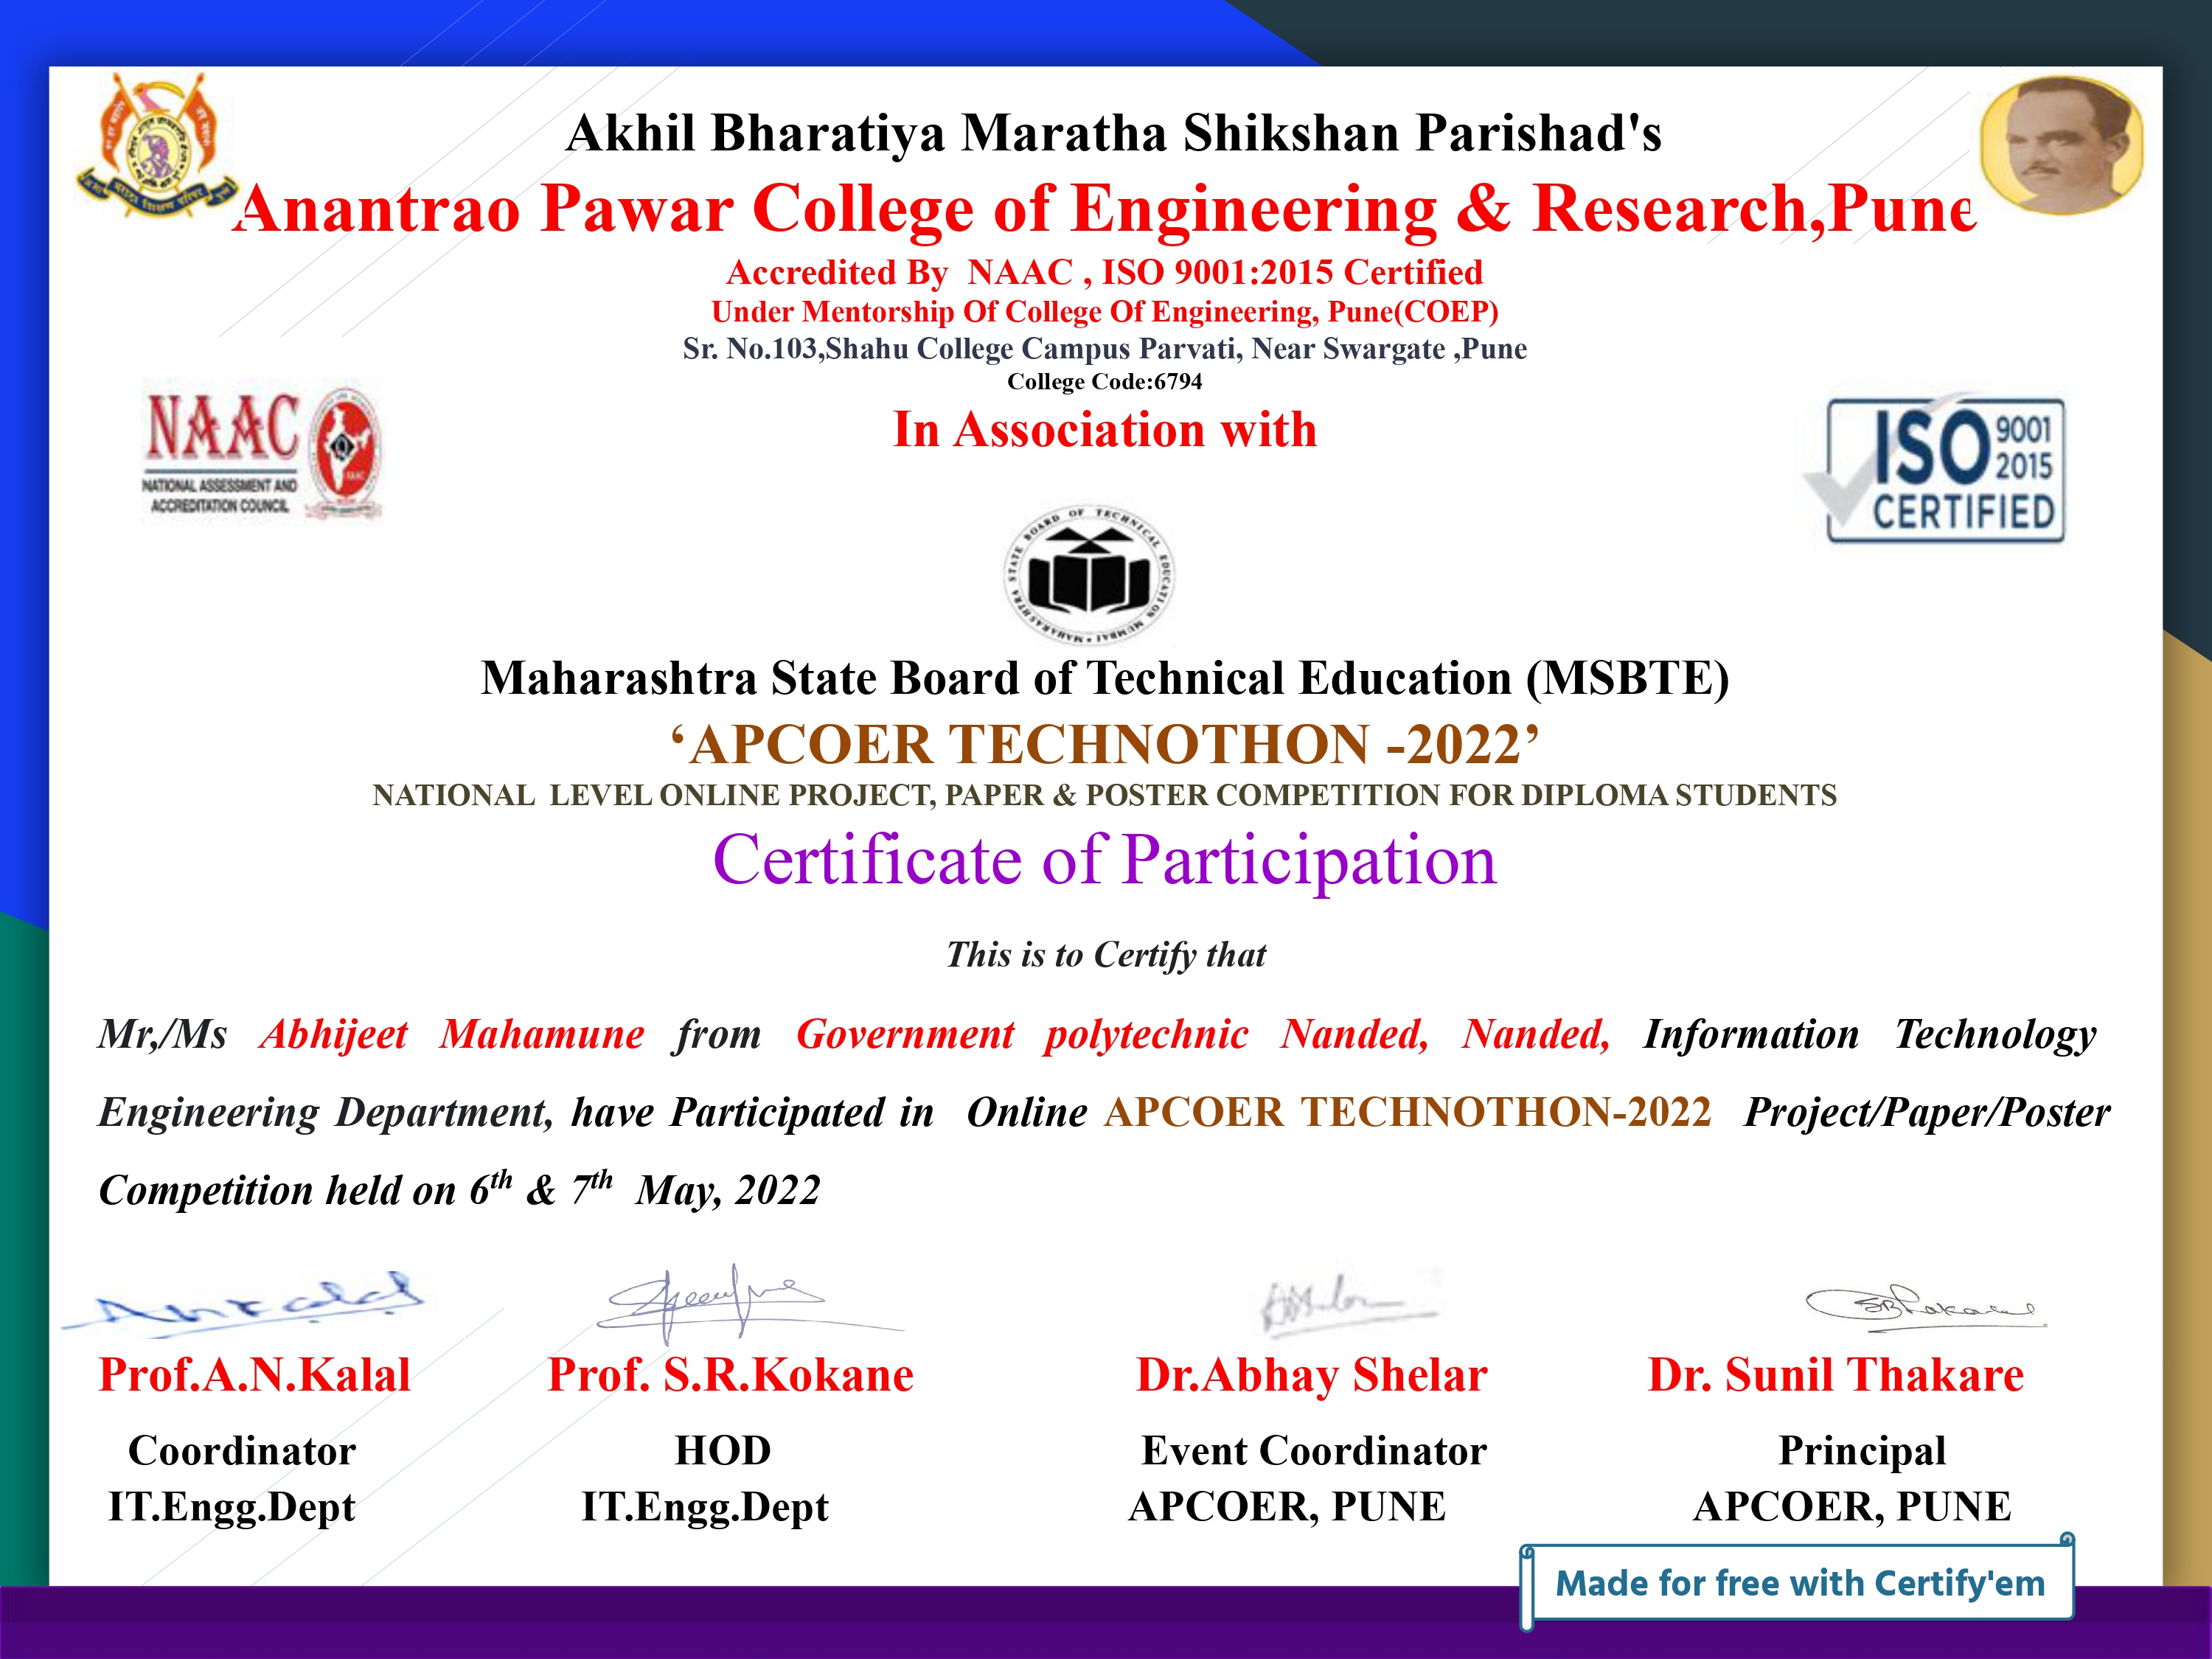 Akhil Bharatiya Maratha Shikshan Parishad's
Anantrao Pawar College of Engineering & Research,Pune
Accredited By  NAAC , ISO 9001:2015 Certified
Under Mentorship Of College Of Engineering, Pune(COEP)
Sr. No.103,Shahu College Campus Parvati, Near Swargate ,Pune
College Code:6794
In Association with
NAAC
NATIONAL ASSESSMENT AND
ACCREDITATION COUNCIL
ISO 9001
2015
CERTIFIED
MAHARASHTRA STATE BOARD OF TECHNICAL EDUCATION MUMBAI
Maharashtra State Board of Technical Education (MSBTE)
‘APCOER TECHNOTHON -2022’
NATIONAL  LEVEL ONLINE PROJECT, PAPER & POSTER COMPETITION FOR DIPLOMA STUDENTS
Certificate of Participation
This is to Certify that
Mr,/Ms Abhijeet Mahamune from Government polytechnic Nanded, Nanded, Information Technology
Engineering Department, have Participated in  Online APCOER TECHNOTHON-2022  Project/Paper/Poster
Competition held on 6th & 7th  May, 2022
Prof.A.N.Kalal Prof. S.R.Kokane Dr.Abhay Shelar Dr. Sunil Thakare
Coordinator HOD Event Coordinator Principal
IT.Engg.Dept IT.Engg.Dept APCOER, PUNE APCOER, PUNE
Made for free with Certify'em